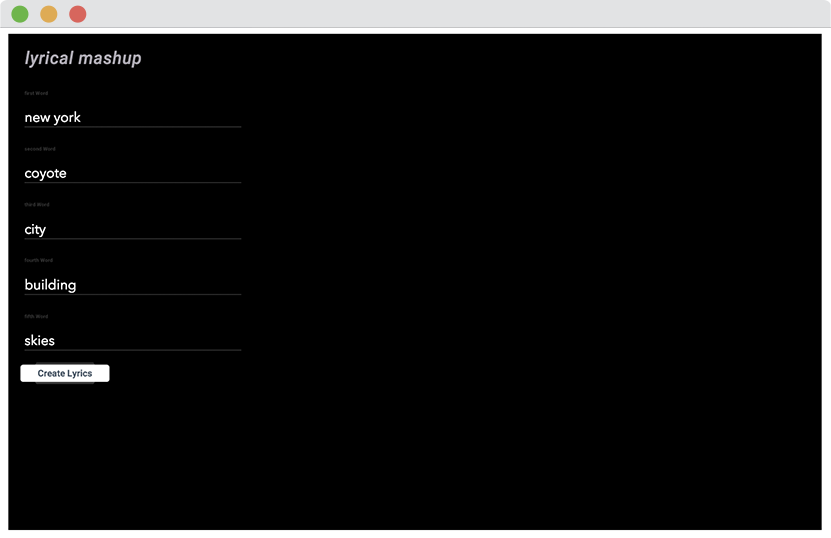 lyrical mashup
first Word
new york
second Word
coyote
third Word
city
fourth Word
building
fifth Word
skies
Create Lyrics